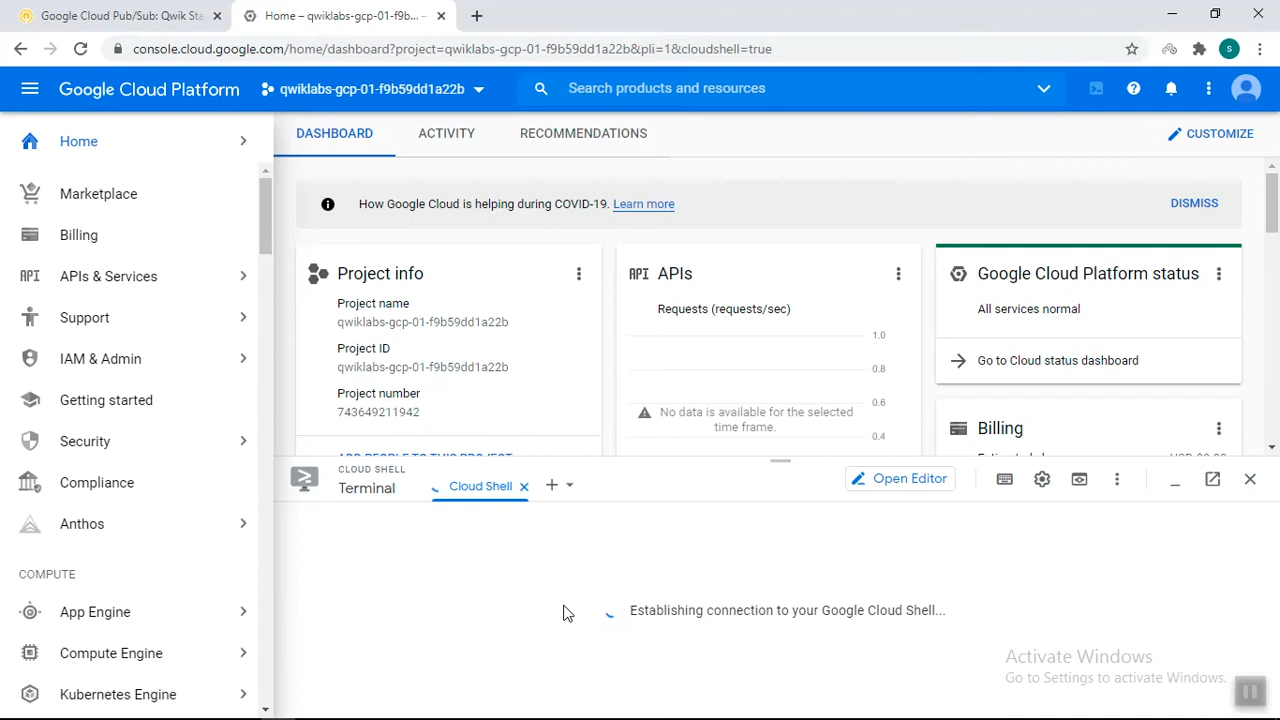 Google Cloud Pub/Sub: Qwik Sta
Home – qwiklabs-gcp-01-f9b...
console.cloud.google.com/home/dashboard?project=qwiklabs-gcp-01-f9b59dd1a22b&pli=1&cloudshell=true
S
Google Cloud Platform
qwiklabs-gcp-01-f9b59dd1a22b
Search products and resources
Home
Marketplace
Billing
API APIs & Services
Support
IAM & Admin
Getting started
Security
Compliance
Anthos
COMPUTE
App Engine
Compute Engine
Kubernetes Engine
DASHBOARD
ACTIVITY
RECOMMENDATIONS
CUSTOMIZE
How Google Cloud is helping during COVID-19. Learn more
DISMISS
Project info
Project name
qwiklabs-gcp-01-f9b59dd1a22b
Project ID
qwiklabs-gcp-01-f9b59dd1a22b
Project number
743649211942
ADD PEOPLE TO THIS PROJECT
API APIs
Requests (requests/sec)
1.0
0.8
0.6
0.4
No data is available for the selected
time frame.
Google Cloud Platform status
All services normal
Go to Cloud status dashboard
Billing
CLOUD SHELL
Terminal
Cloud Shell
Open Editor
Establishing connection to your Google Cloud Shell...
Activate Windows
Go to Settings to activate Windows.